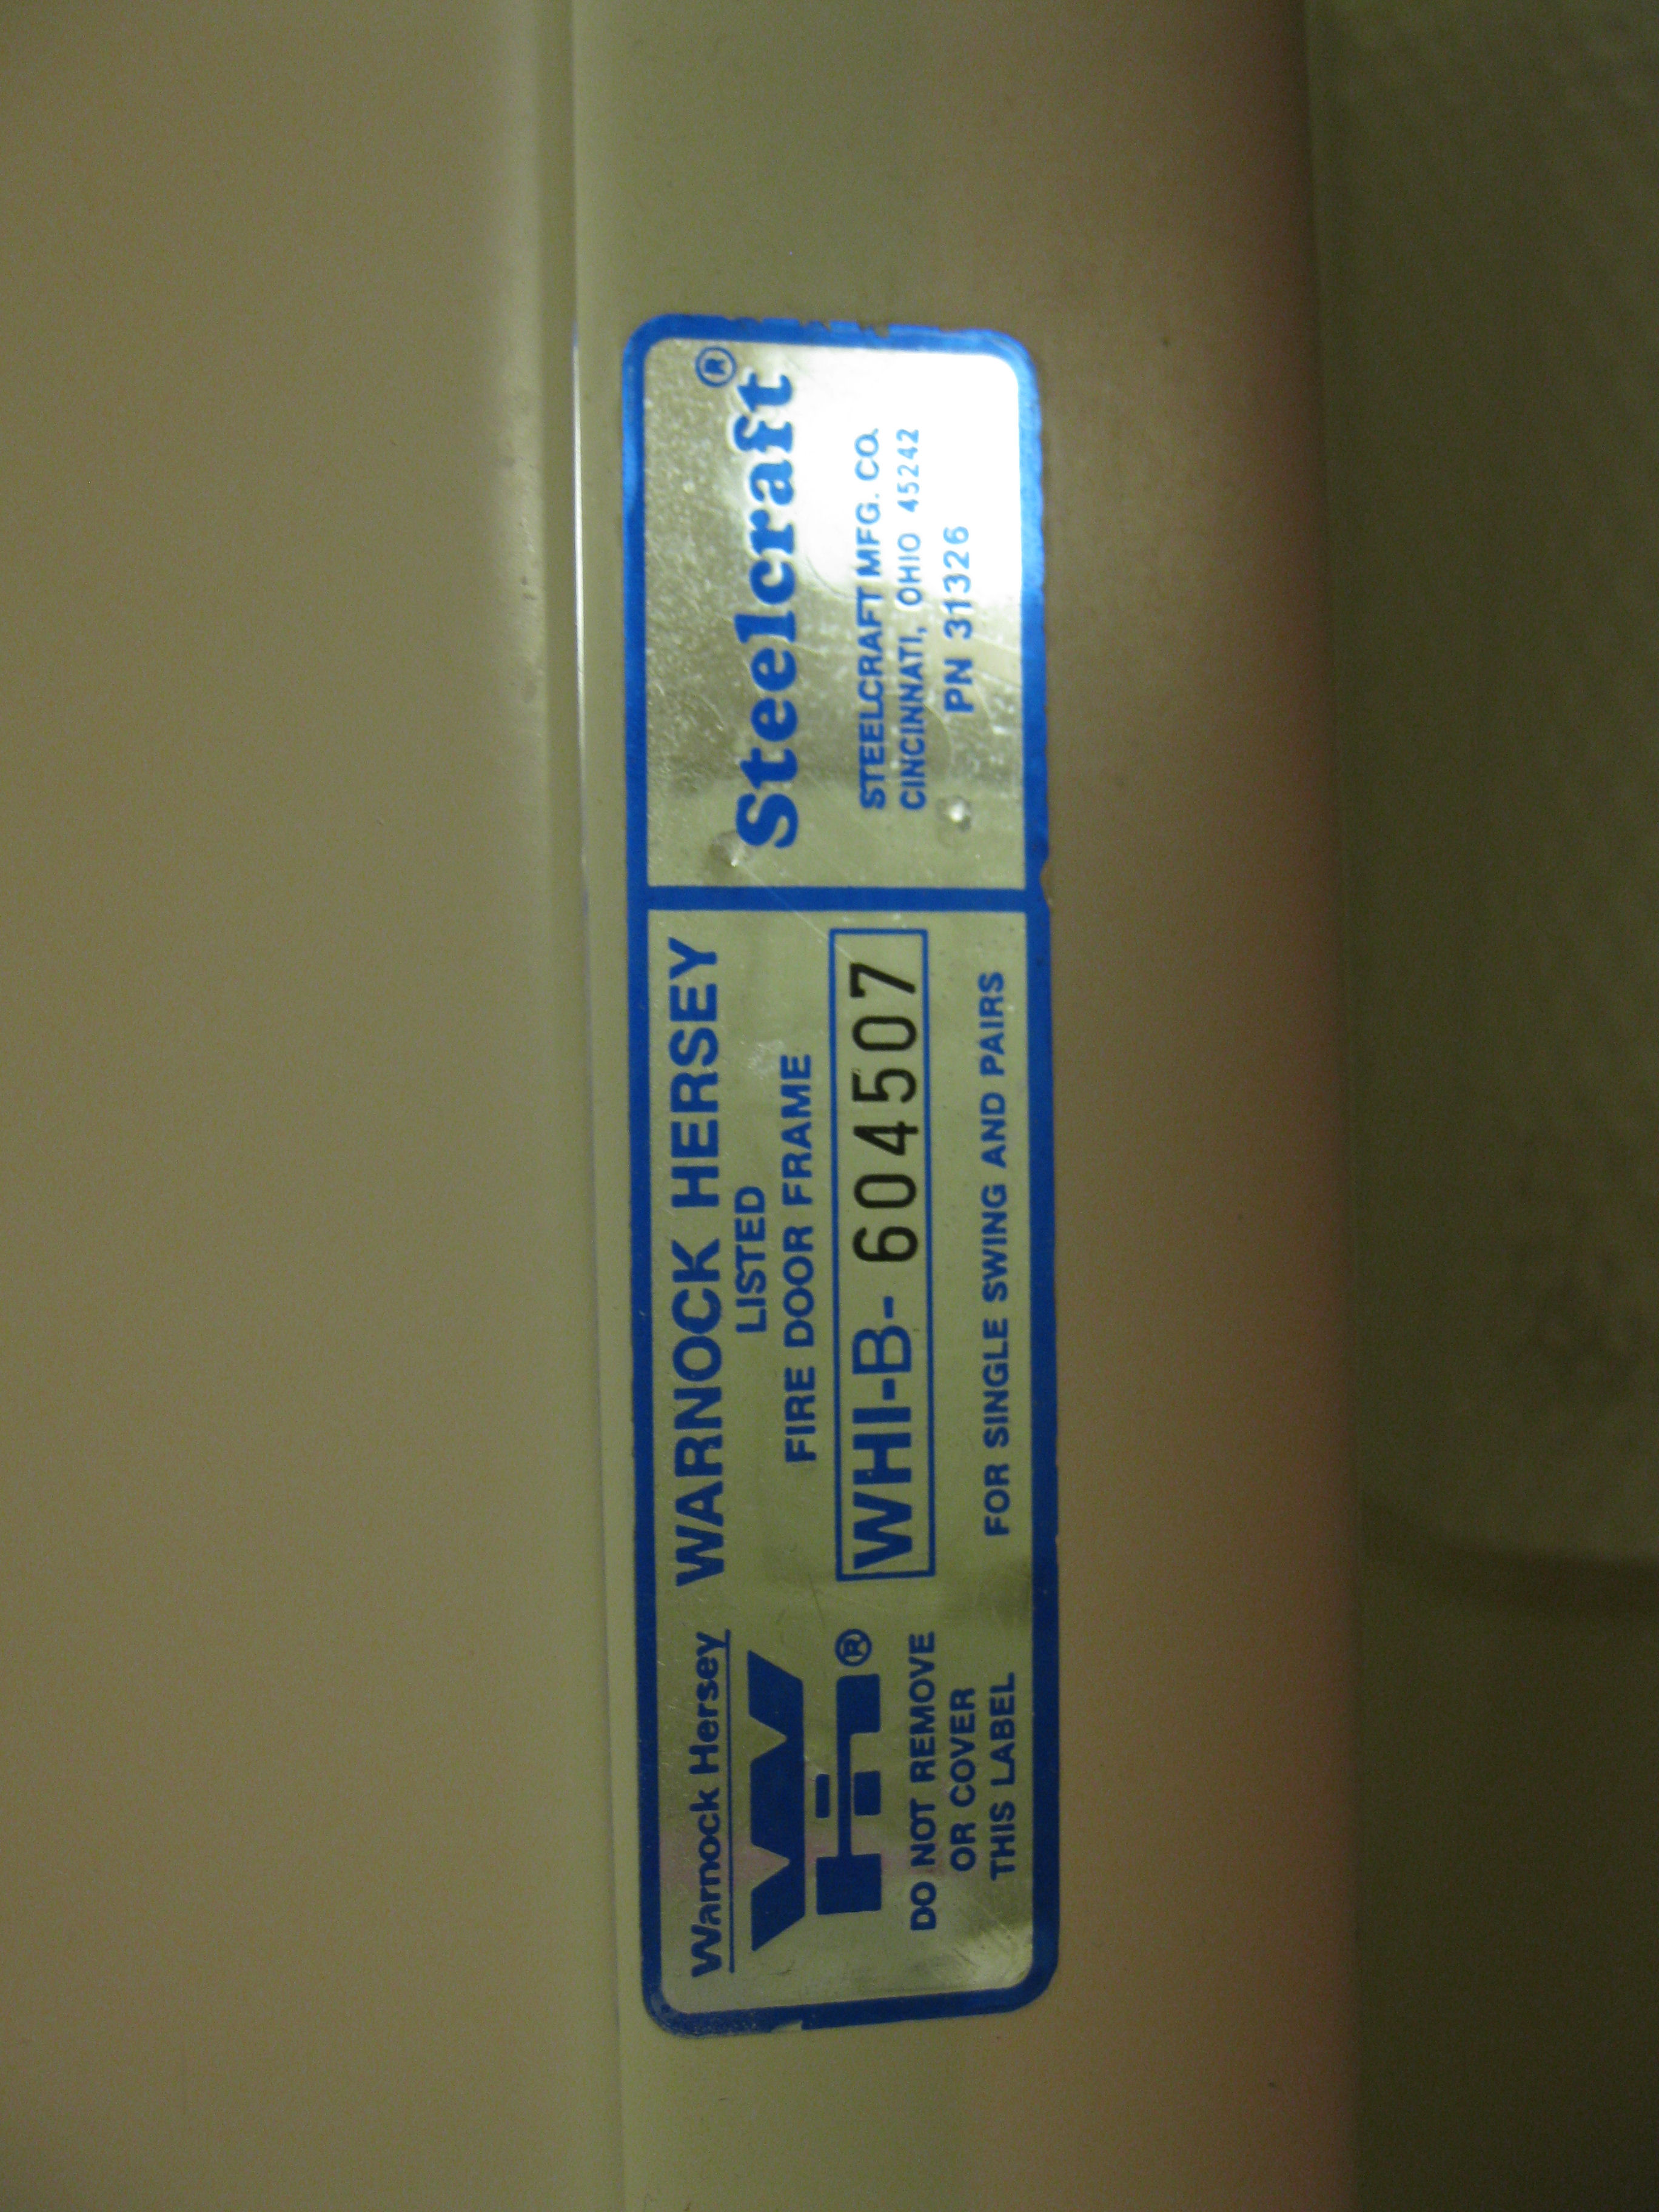 Warnock Hersey
WH®
DO NOT REMOVE
OR COVER
THIS LABEL
WARNOCK HERSEY
LISTED
FIRE DOOR FRAME
WHI-B- 604507
FOR SINGLE SWING AND PAIRS
Steelcraft®
STEELCRAFT MFG. CO.
CINCINNATI, OHIO 45242
PN 31326